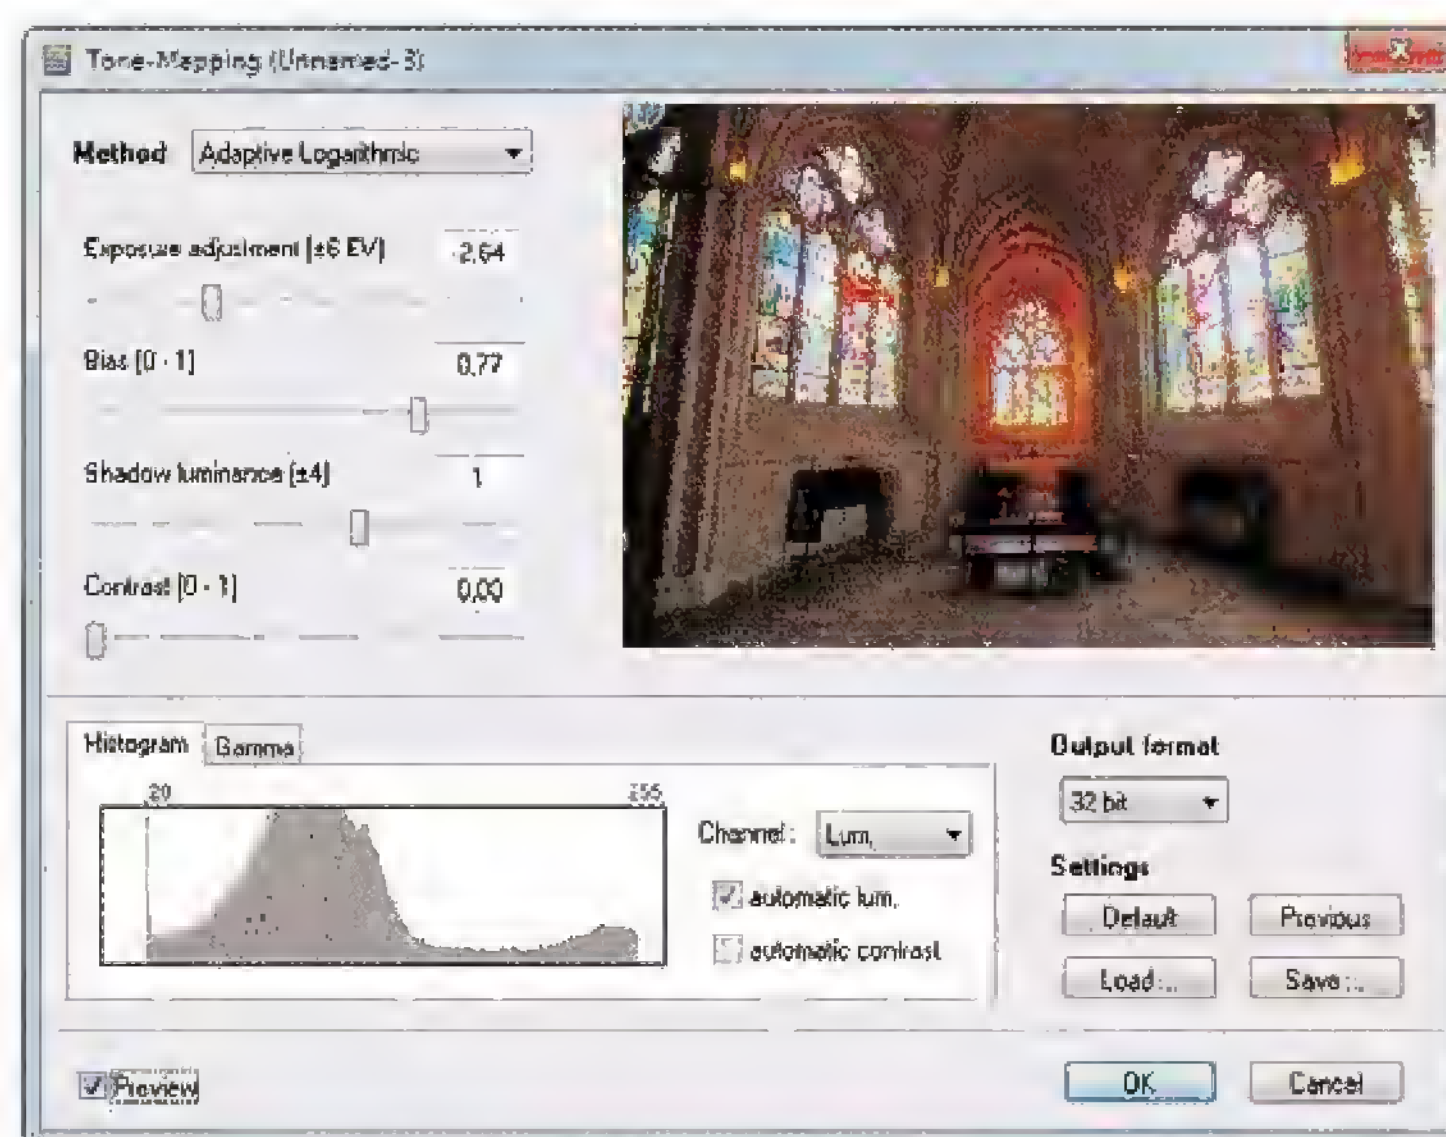 Tone-Mapping (Unnamed-3)
Method Adaptive Logarithmic
Exposure adjustment (±6 EV) -2,64
Bias [0 - 1] 0,77
Shadow luminance (±4) 1
Contrast [0 - 1] 0,00
Histogram Gamma
20 255
Channel: Lum.
automatic lum.
automatic contrast
Output format
32 bit
Settings
Default Previous
Load... Save...
Preview
OK Cancel